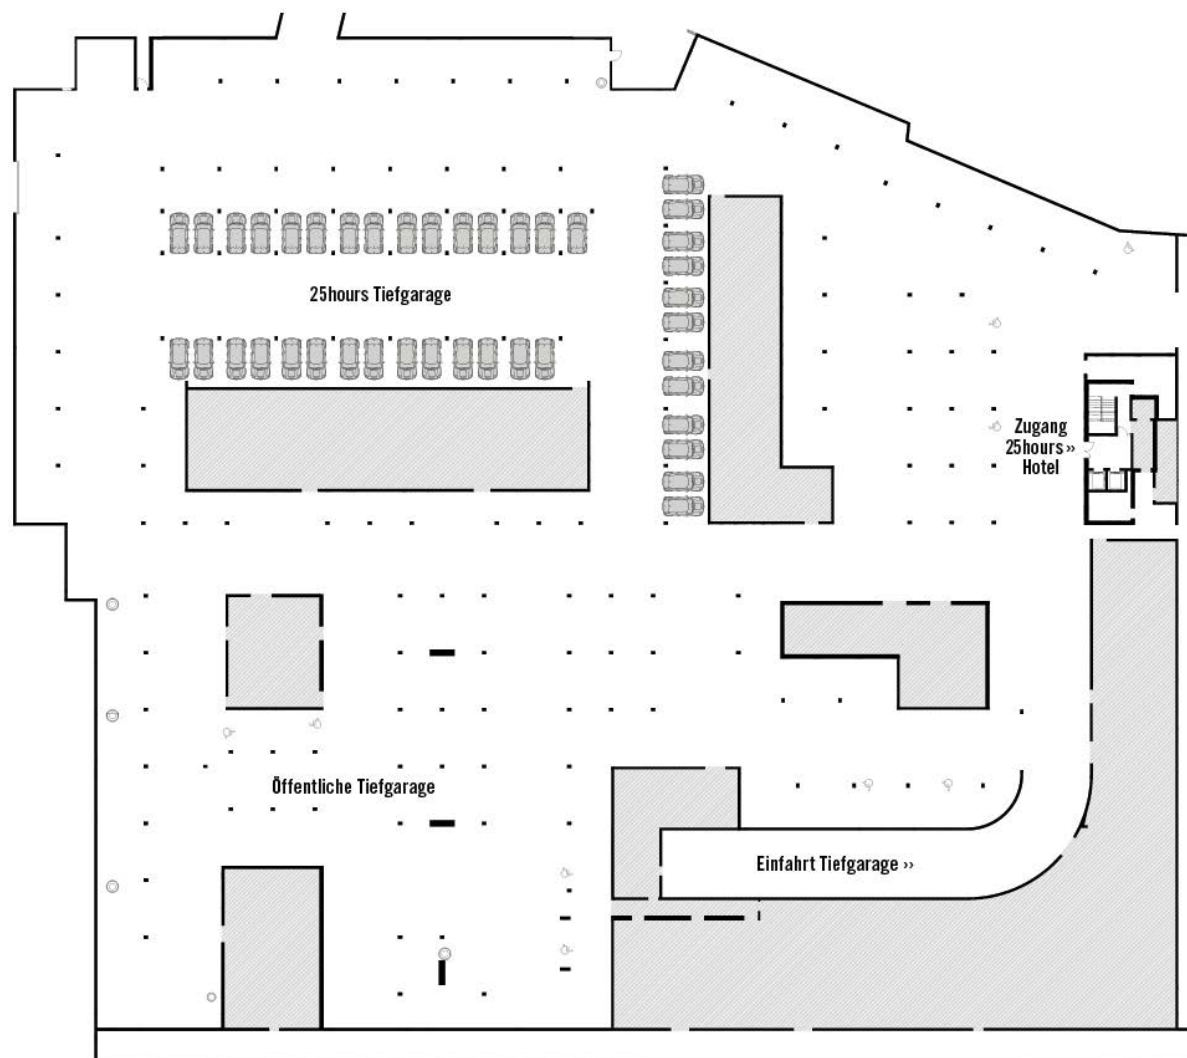 25hours Tiefgarage
Zugang
25hours »
Hotel
Öffentliche Tiefgarage
Einfahrt Tiefgarage »